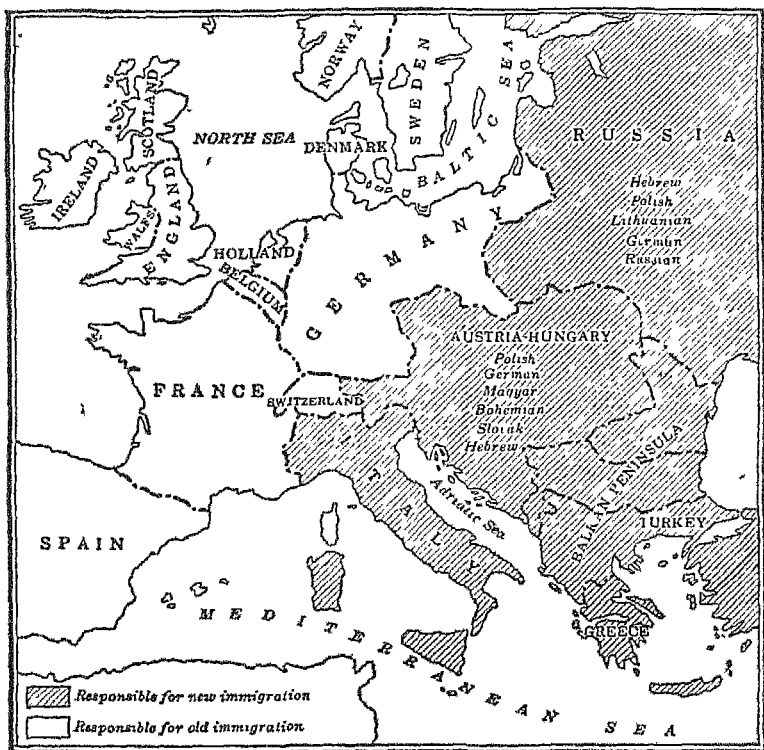 NORWAY
SWEDEN
SCOTLAND
NORTH SEA
DENMARK
BALTIC SEA
RUSSIA
IRELAND
WALES
ENGLAND
Hebrew
Polish
Lithuanian
German
Russian
HOLLAND
BELGIUM
GERMANY
AUSTRIA-HUNGARY
Polish
German
Magyar
Bohemian
Slovak
Hebrew
FRANCE
SWITZERLAND
ITALY
Adriatic Sea
BALKAN PENINSULA
TURKEY
SPAIN
GREECE
MEDITERRANEAN SEA
Responsible for new immigration
Responsible for old immigration